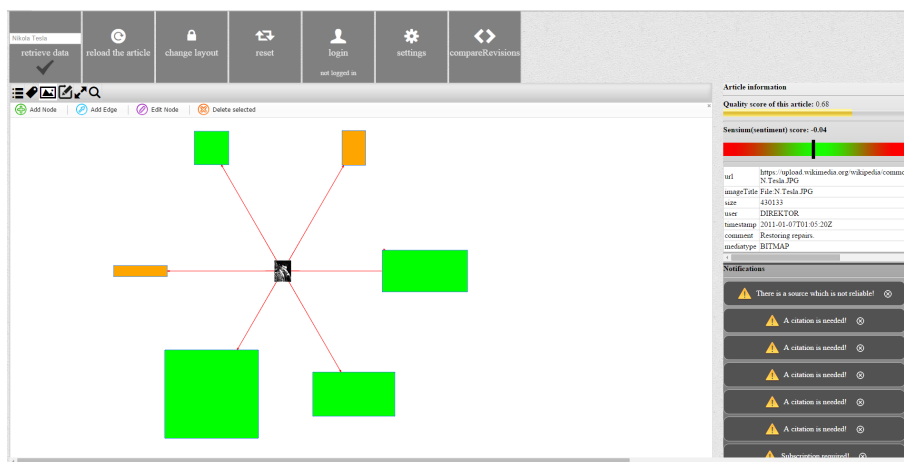 Nikola Tesla
retrieve data
reload the article
change layout
reset
login
not logged in
settings
compareRevisions
Add Node
Add Edge
Edit Node
Delete selected
Article information
Quality score of this article: 0.68
Sensium(sentiment) score: -0.04
url https://upload.wikimedia.org/wikipedia/commo
N.Tesla.JPG
imageTitle File:N.Tesla.JPG
size 430133
user DIREKTOR
timestamp 2011-01-07T01:05:20Z
comment Restoring repairs.
mediatype BITMAP
Notifications
There is a source which is not reliable!
A citation is needed!
A citation is needed!
A citation is needed!
A citation is needed!
A citation is needed!
Subscription required!